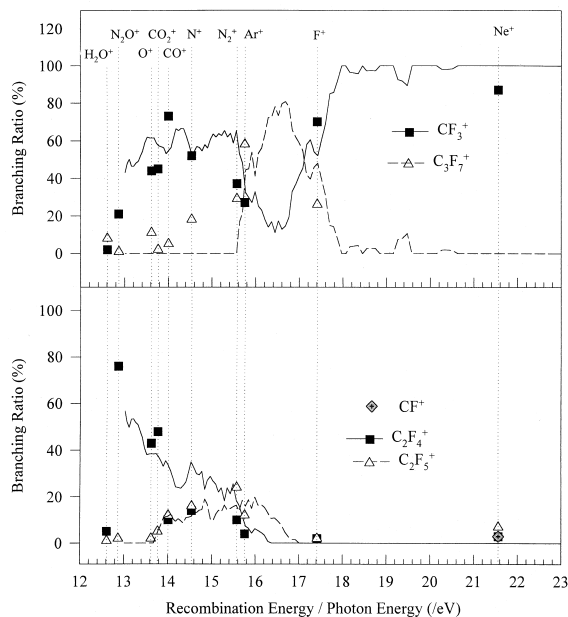 N₂O⁺ CO₂⁺ N⁺ N₂⁺ Ar⁺ F⁺ Ne⁺
H₂O⁺ O⁺ CO⁺
120
100
80
60
40
20
0
Branching Ratio (%)
CF₃⁺
C₃F₇⁺
100
80
60
40
20
0
Branching Ratio (%)
CF⁺
C₂F₄⁺
C₂F₅⁺
12 13 14 15 16 17 18 19 20 21 22 23
Recombination Energy / Photon Energy (/eV)